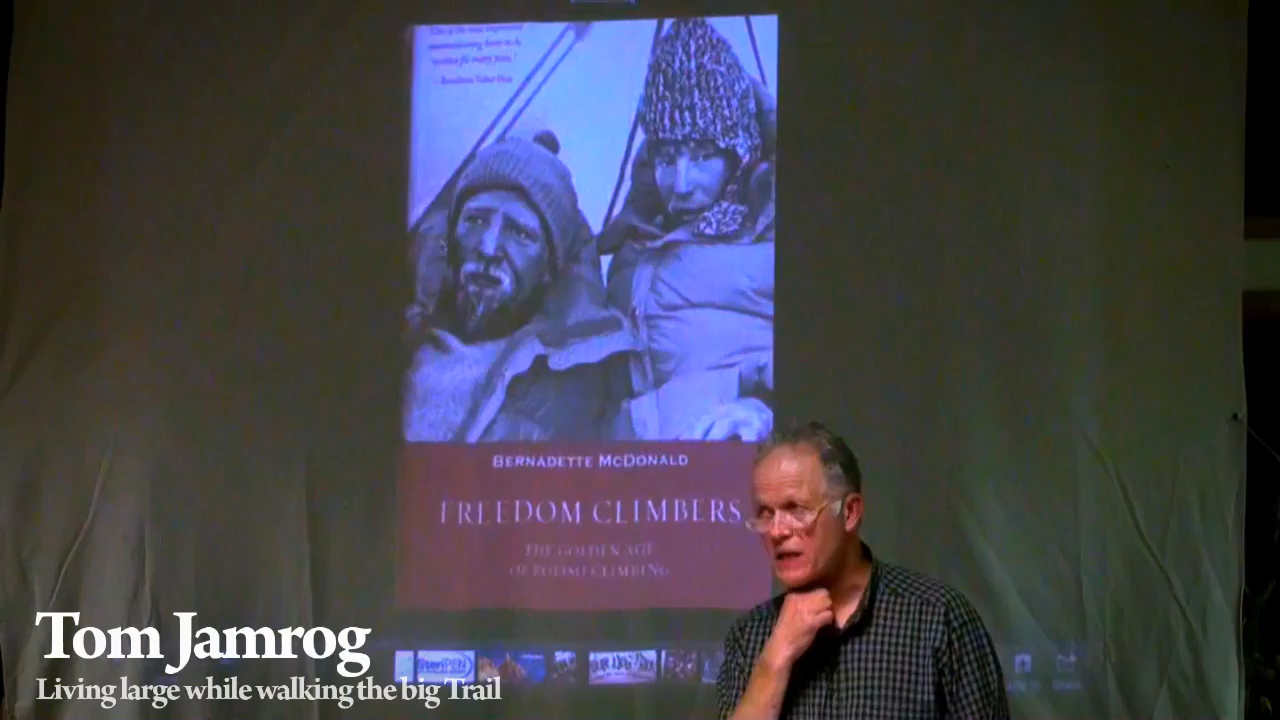 BERNADETTE MCDONALD
FREEDOM CLIMBERS
THE GOLDEN AGE
OF POLISH CLIMBING
SteriPEN
Tom Jamrog
Living large while walking the big Trail